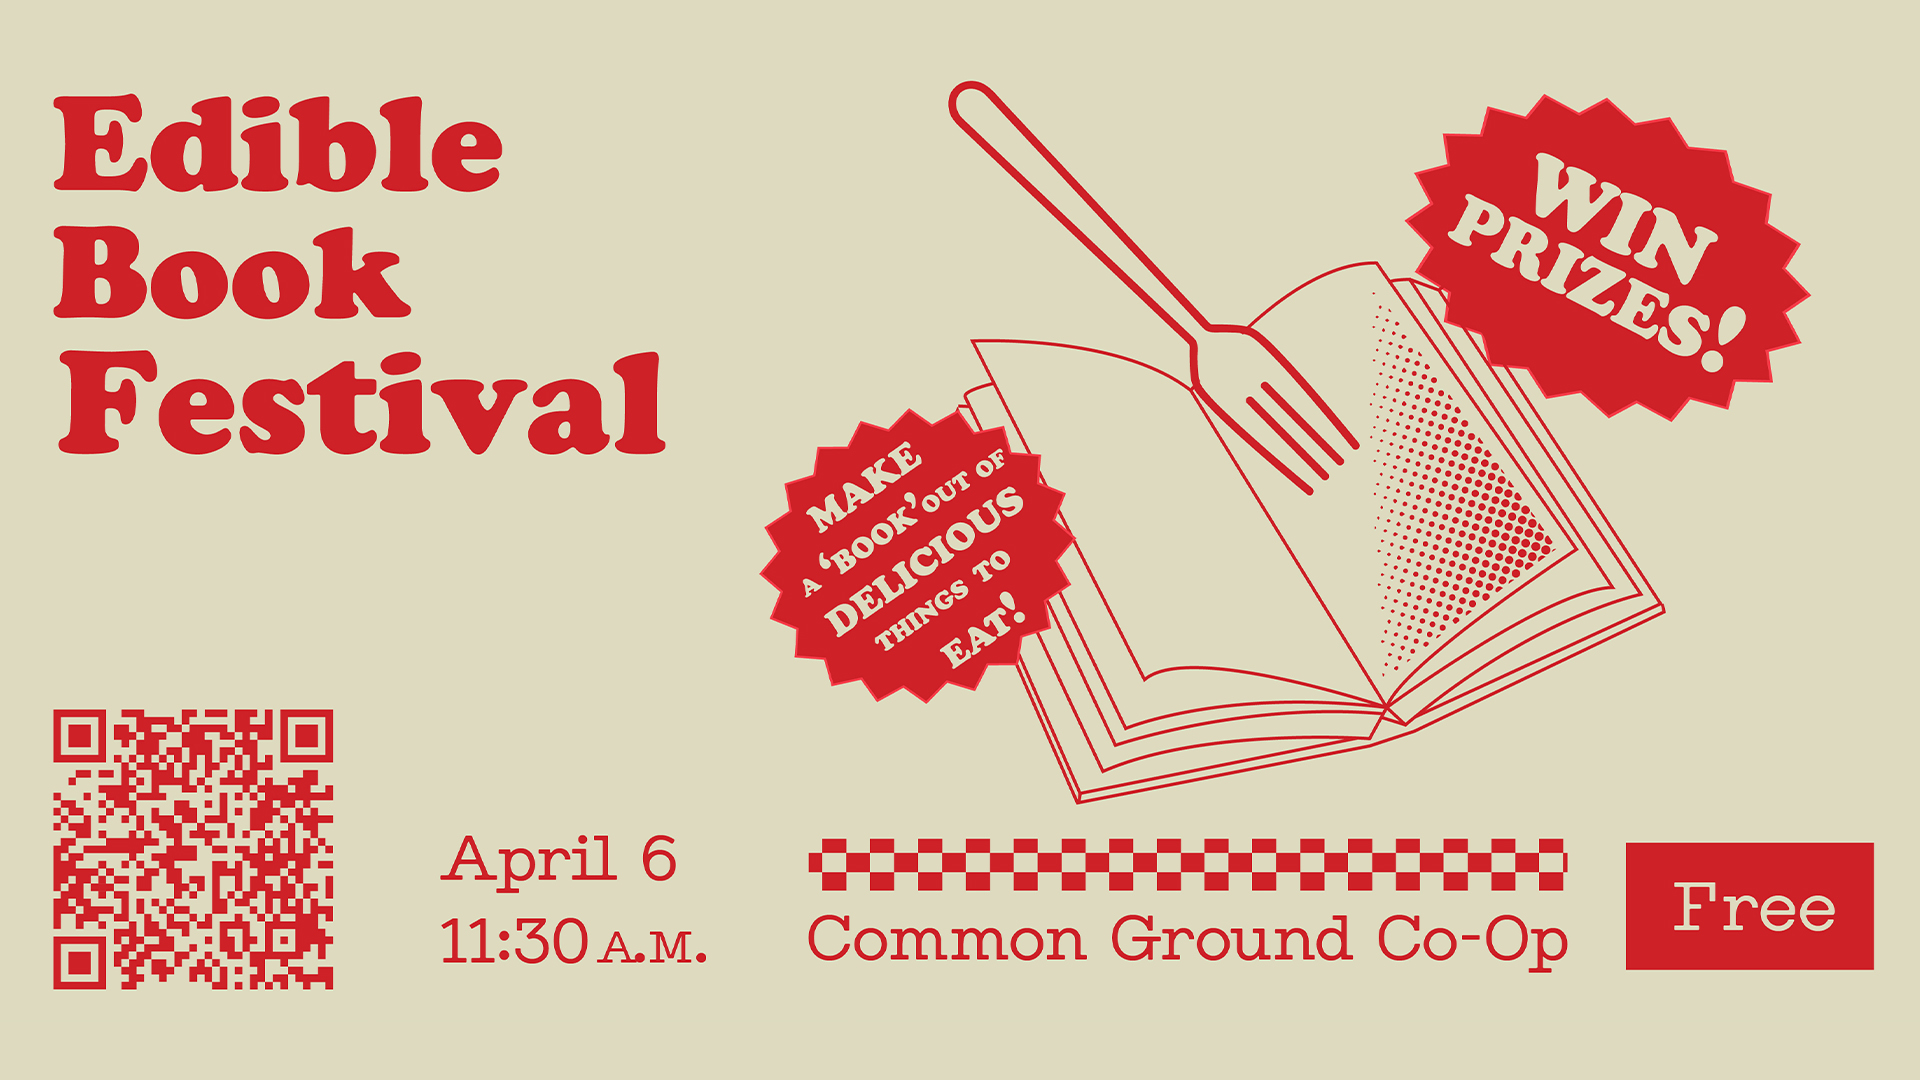 Edible
Book
Festival
WIN
PRIZES!
MAKE
A ‘BOOK’ OUT OF
DELICIOUS
THINGS TO
EAT!
April 6
11:30 A.M.
Common Ground Co-Op
Free